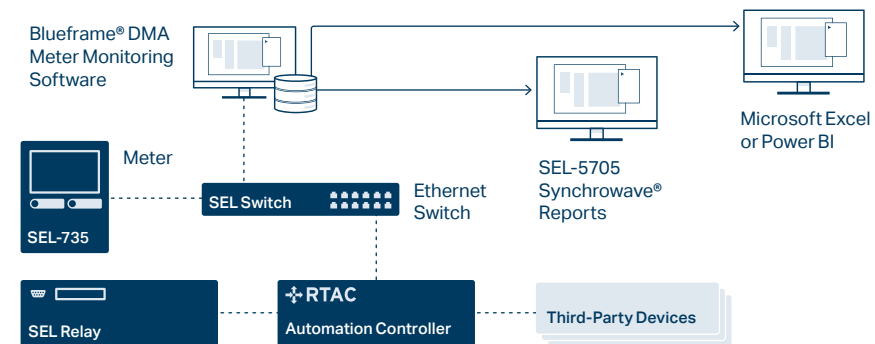 Blueframe® DMA
Meter Monitoring
Software
Microsoft Excel
or Power BI
Meter
SEL-5705
Synchrowave®
Reports
SEL Switch
Ethernet
Switch
SEL-735
RTAC
Automation Controller
SEL Relay
Third-Party Devices